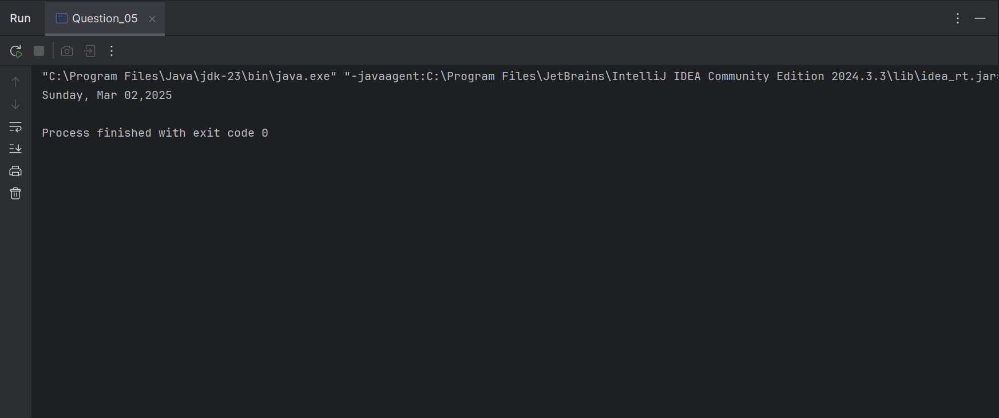 Run Question_05
"C:\Program Files\Java\jdk-23\bin\java.exe" "-javaagent:C:\Program Files\JetBrains\IntelliJ IDEA Community Edition 2024.3.3\lib\idea_rt.jar
Sunday, Mar 02,2025
Process finished with exit code 0